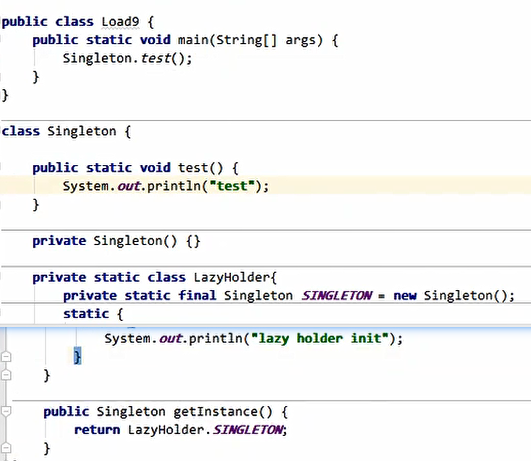 public class Load9 {
public static void main(String[] args) {
Singleton.test();
}
}
class Singleton {
public static void test() {
System.out.println("test");
}
private Singleton() {}
private static class LazyHolder{
private static final Singleton SINGLETON = new Singleton();
static {
System.out.println("lazy holder init");
}
}
public Singleton getInstance() {
return LazyHolder.SINGLETON;
}